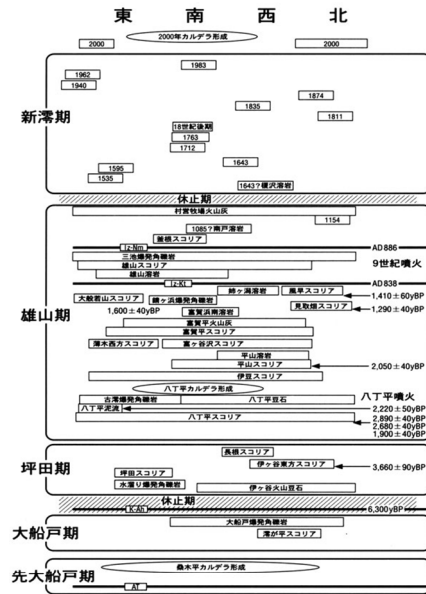 東 南 西 北
2000年カルデラ形成
2000
2000
新澪期
1983
1962
1940
1874
1835
1811
18世紀後期
1763
1712
1643
1595
1535
1643?榎沢溶岩
休止期
雄山期
村営牧場火山灰
1154
1085?南戸溶岩
釜根スコリア
Iz-Nm
AD886
三池爆発角礫岩
9世紀噴火
雄山スコリア
雄山溶岩
Iz-Kt
AD838
姉ヶ潟溶岩
風早スコリア
1,410±60yBP
大般若山スコリア
鏡ヶ浜爆発角礫岩
見取畑スコリア
1,290±40yBP
1,600±40yBP
富賀浜南溶岩
富賀平火山灰
富賀平スコリア
薄木西方スコリア
富ヶ谷沢スコリア
平山溶岩
平山スコリア
2,050±40yBP
伊豆スコリア
八丁平カルデラ形成
八丁平噴火
古澪爆発角礫岩
八丁平豆石
八丁平泥流
2,220±50yBP
八丁平スコリア
2,890±40yBP
2,680±40yBP
1,900±40yBP
坪田期
長根スコリア
伊ヶ谷東方スコリア
3,660±90yBP
坪田スコリア
水溜り爆発角礫岩
伊ヶ谷火山豆石
休止期
K-Ah
6,300yBP
大船戸期
大船戸爆発角礫岩
澪が平スコリア
先大船戸期
桑木平カルデラ形成
AT